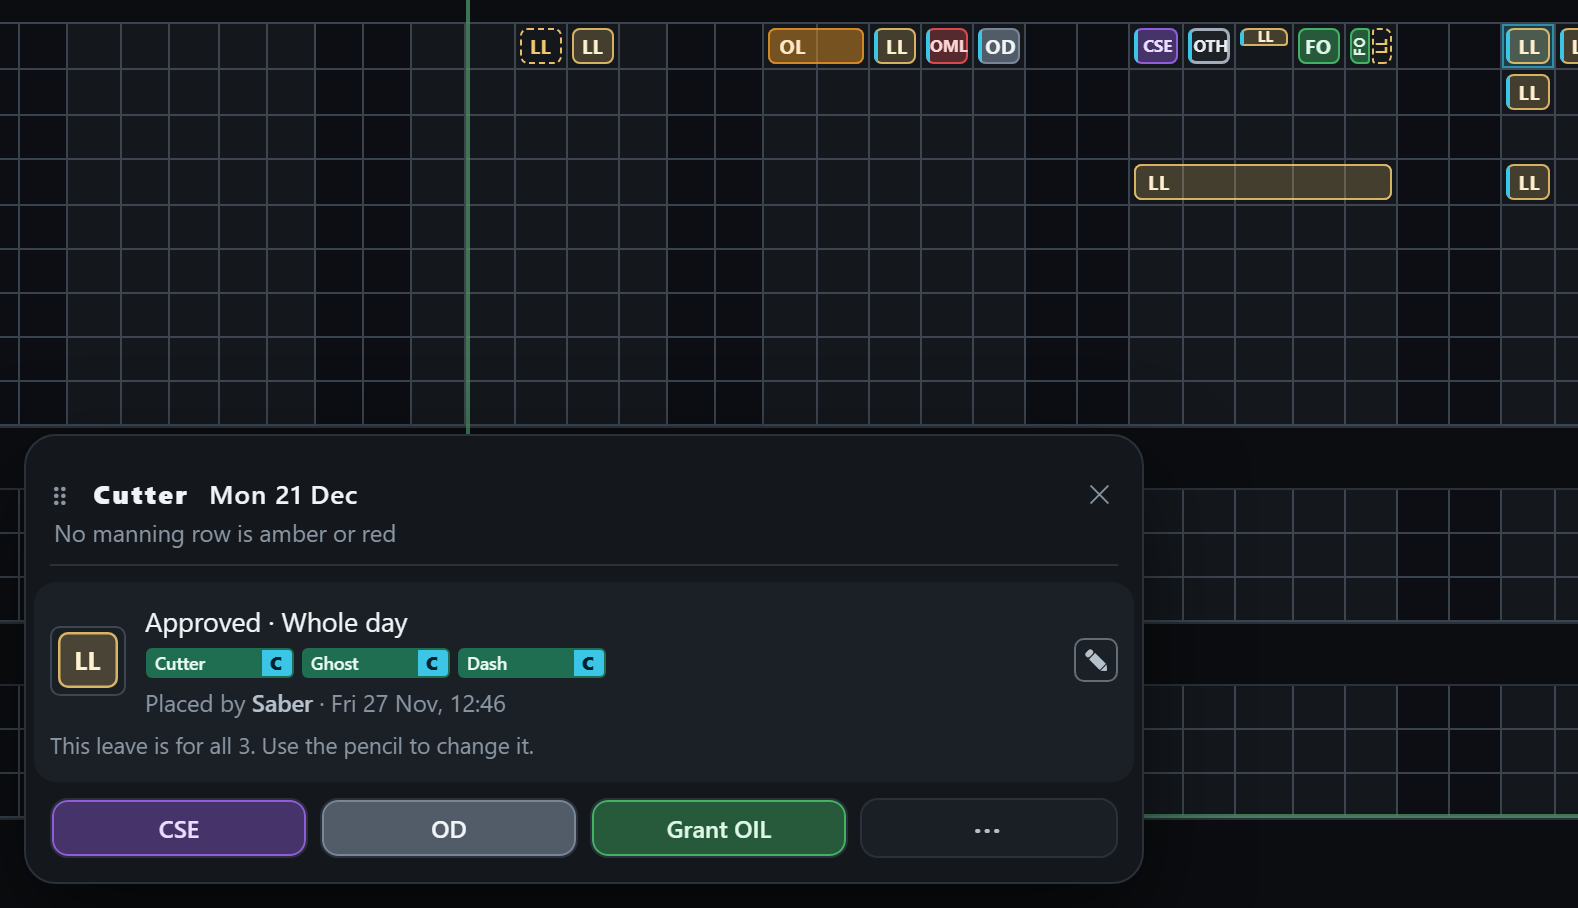 LL LL OL LL OML OD CSE OTH LL FO FO LL LL
LL
LL LL
Cutter Mon 21 Dec
No manning row is amber or red
LL
Approved · Whole day
Cutter C Ghost C Dash C
Placed by Saber · Fri 27 Nov, 12:46
This leave is for all 3. Use the pencil to change it.
CSE OD Grant OIL ...